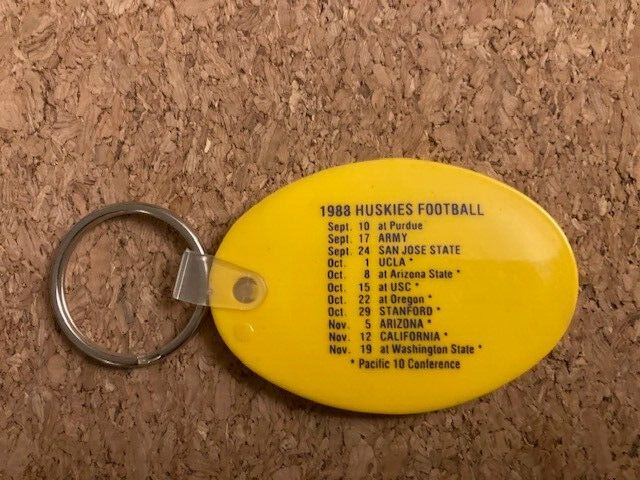 1988 HUSKIES FOOTBALL
Sept. 10 at Purdue
Sept. 17 ARMY
Sept. 24 SAN JOSE STATE
Oct. 1 UCLA *
Oct. 8 at Arizona State *
Oct. 15 at USC *
Oct. 22 at Oregon *
Oct. 29 STANFORD *
Nov. 5 ARIZONA *
Nov. 12 CALIFORNIA *
Nov. 19 at Washington State *
* Pacific 10 Conference